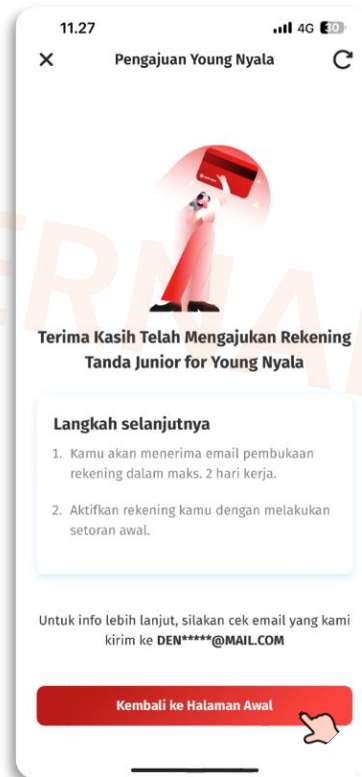 11.27
4G 30
Pengajuan Young Nyala
Terima Kasih Telah Mengajukan Rekening
Tanda Junior for Young Nyala
Langkah selanjutnya
1. Kamu akan menerima email pembukaan
rekening dalam maks. 2 hari kerja.
2. Aktifkan rekening kamu dengan melakukan
setoran awal.
Untuk info lebih lanjut, silakan cek email yang kami
kirim ke DEN*****@MAIL.COM
Kembali ke Halaman Awal